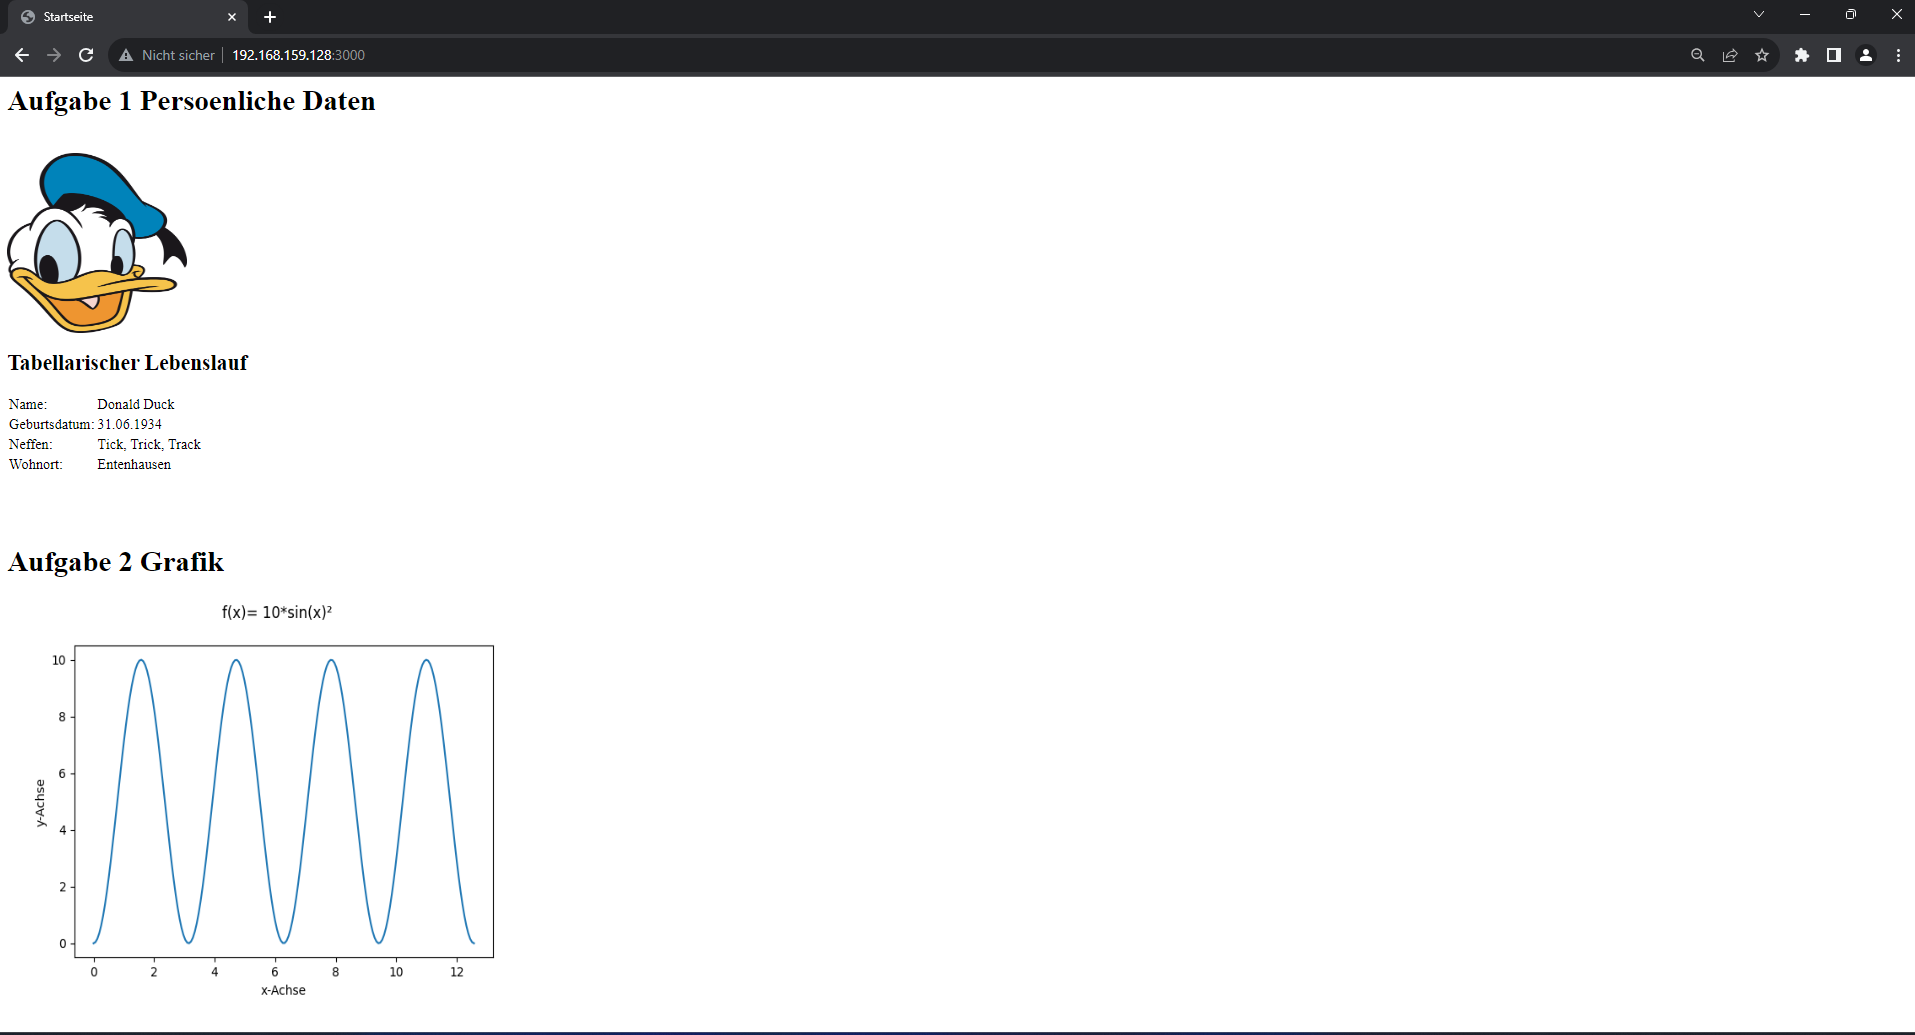 Startseite
Nicht sicher 192.168.159.128:3000
Aufgabe 1 Persoenliche Daten
Tabellarischer Lebenslauf
Name: Donald Duck
Geburtsdatum: 31.06.1934
Neffen: Tick, Trick, Track
Wohnort: Entenhausen
Aufgabe 2 Grafik
f(x)= 10*sin(x)²
10
8
6
4
2
0
y-Achse
0 2 4 6 8 10 12
x-Achse